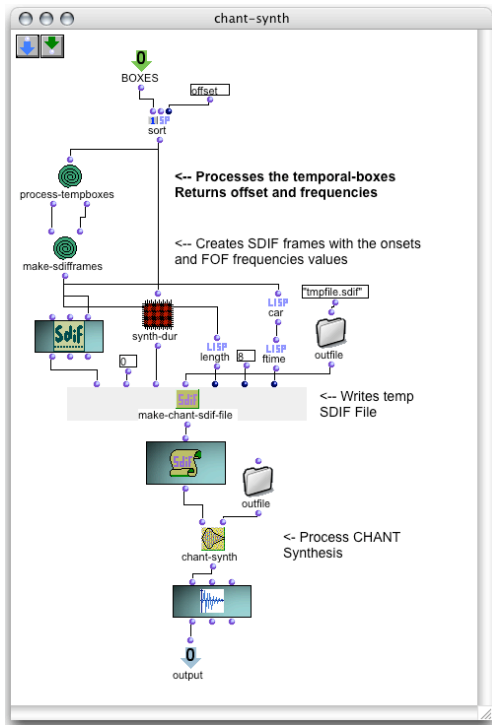 chant-synth
0
BOXES
offset
1 LISP
sort
<-- Processes the temporal-boxes
Returns offset and frequencies
process-tempboxes
<-- Creates SDIF frames with the onsets
and FOF frequencies values
make-sdifframes
"tmpfile.sdif"
LISP
car
Sdif
synth-dur
LISP
length
LISP
ftime
outfile
0
8
<-- Writes temp
SDIF File
Sdif
make-chant-sdif-file
Sdif
outfile
<- Process CHANT
Synthesis
chant-synth
0
output